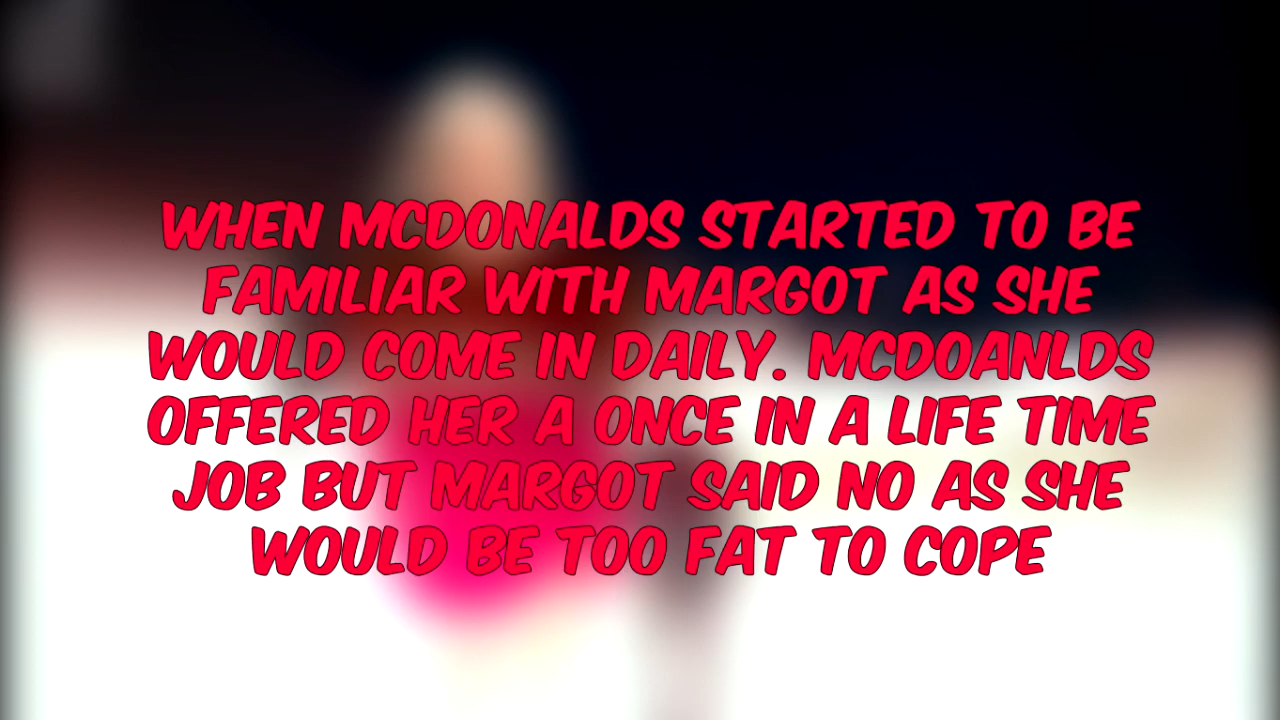 WHEN MCDONALDS STARTED TO BE
FAMILIAR WITH MARGOT AS SHE
WOULD COME IN DAILY. MCDOANLDS
OFFERED HER A ONCE IN A LIFE TIME
JOB BUT MARGOT SAID NO AS SHE
WOULD BE TOO FAT TO COPE